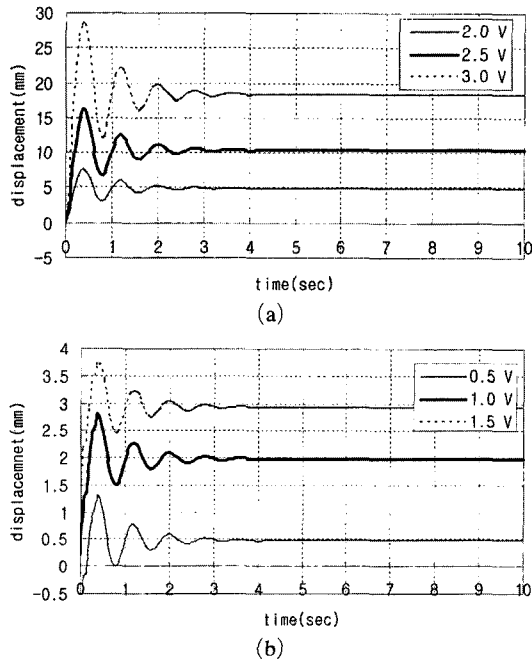 30
25
20
15
10
5
0
-5
displacement(mm)
2.0 V
2.5 V
3.0 V
0 1 2 3 4 5 6 7 8 9 10
time(sec)
(a)
4
3.5
3
2.5
2
1.5
1
0.5
0
-0.5
displacemnet(mm)
0.5 V
1.0 V
1.5 V
0 1 2 3 4 5 6 7 8 9 10
time(sec)
(b)